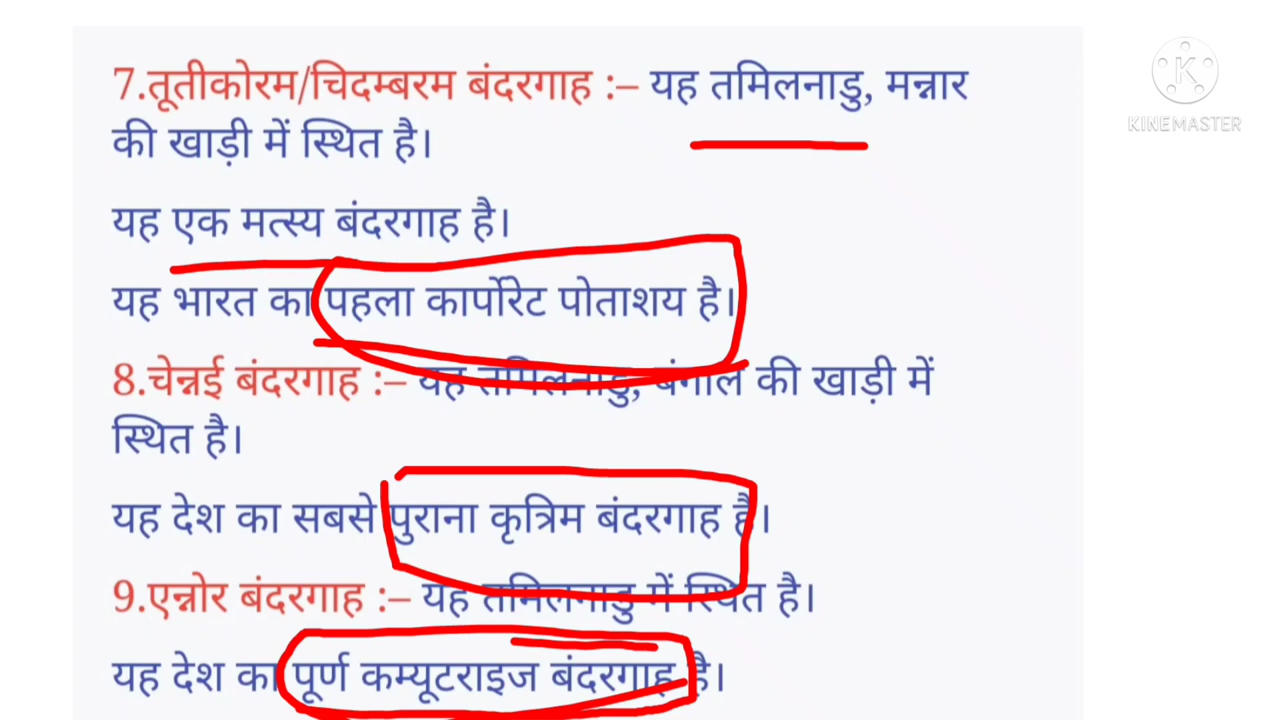 7.तूतीकोरम/चिदम्बरम बंदरगाह :– यह तमिलनाडु, मन्नार
की खाड़ी में स्थित है।
यह एक मत्स्य बंदरगाह है।
यह भारत का पहला कार्पोरेट पोताशय है।
8.चेन्नई बंदरगाह :– यह तमिलनाडु, बंगाल की खाड़ी में
स्थित है।
यह देश का सबसे पुराना कृत्रिम बंदरगाह है।
9.एन्नोर बंदरगाह :– यह तमिलनाडु में स्थित है।
यह देश का पूर्ण कम्यूटराइज बंदरगाह है।
KINEMASTER